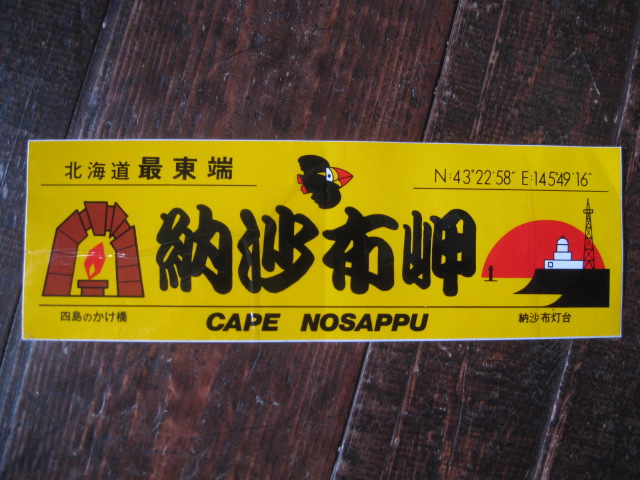 北海道 最東端
N:43°22'58" E:145°49'16"
納沙布岬
四島のかけ橋
CAPE NOSAPPU
納沙布灯台